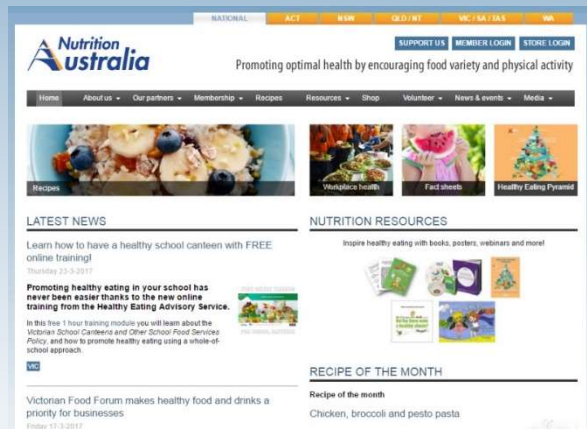 NATIONAL ACT NSW QLD / NT VIC / SA / TAS WA
Nutrition Australia
SUPPORT US MEMBER LOGIN STORE LOGIN
Promoting optimal health by encouraging food variety and physical activity
Home About us Our partners Membership Recipes Resources Shop Volunteer News & events Media
Recipes
Workplace health
Fact sheets
Healthy Eating Pyramid
LATEST NEWS
Learn how to have a healthy school canteen with FREE
online training!
Thursday 23-3-2017
Promoting healthy eating in your school has
never been easier thanks to the new online
training from the Healthy Eating Advisory Service.
In this free 1 hour training module you will learn about the
Victorian School Canteens and Other School Food Services
Policy, and how to promote healthy eating using a whole-of-
school approach.
VIC
Victorian Food Forum makes healthy food and drinks a
priority for businesses
Friday 17-3-2017
NUTRITION RESOURCES
Inspire healthy eating with books, posters, webinars and more!
RECIPE OF THE MONTH
Recipe of the month
Chicken, broccoli and pesto pasta